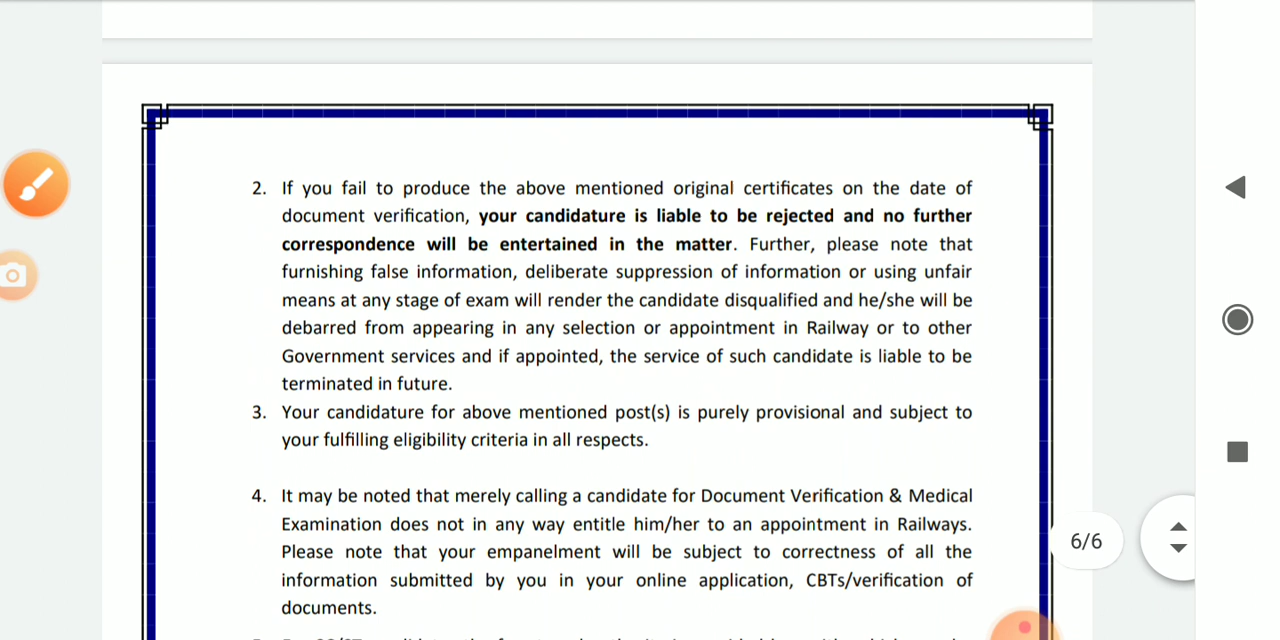 2. If you fail to produce the above mentioned original certificates on the date of
document verification, your candidature is liable to be rejected and no further
correspondence will be entertained in the matter. Further, please note that
furnishing false information, deliberate suppression of information or using unfair
means at any stage of exam will render the candidate disqualified and he/she will be
debarred from appearing in any selection or appointment in Railway or to other
Government services and if appointed, the service of such candidate is liable to be
terminated in future.
3. Your candidature for above mentioned post(s) is purely provisional and subject to
your fulfilling eligibility criteria in all respects.
4. It may be noted that merely calling a candidate for Document Verification & Medical
Examination does not in any way entitle him/her to an appointment in Railways.
Please note that your empanelment will be subject to correctness of all the
information submitted by you in your online application, CBTs/verification of
documents.
6/6